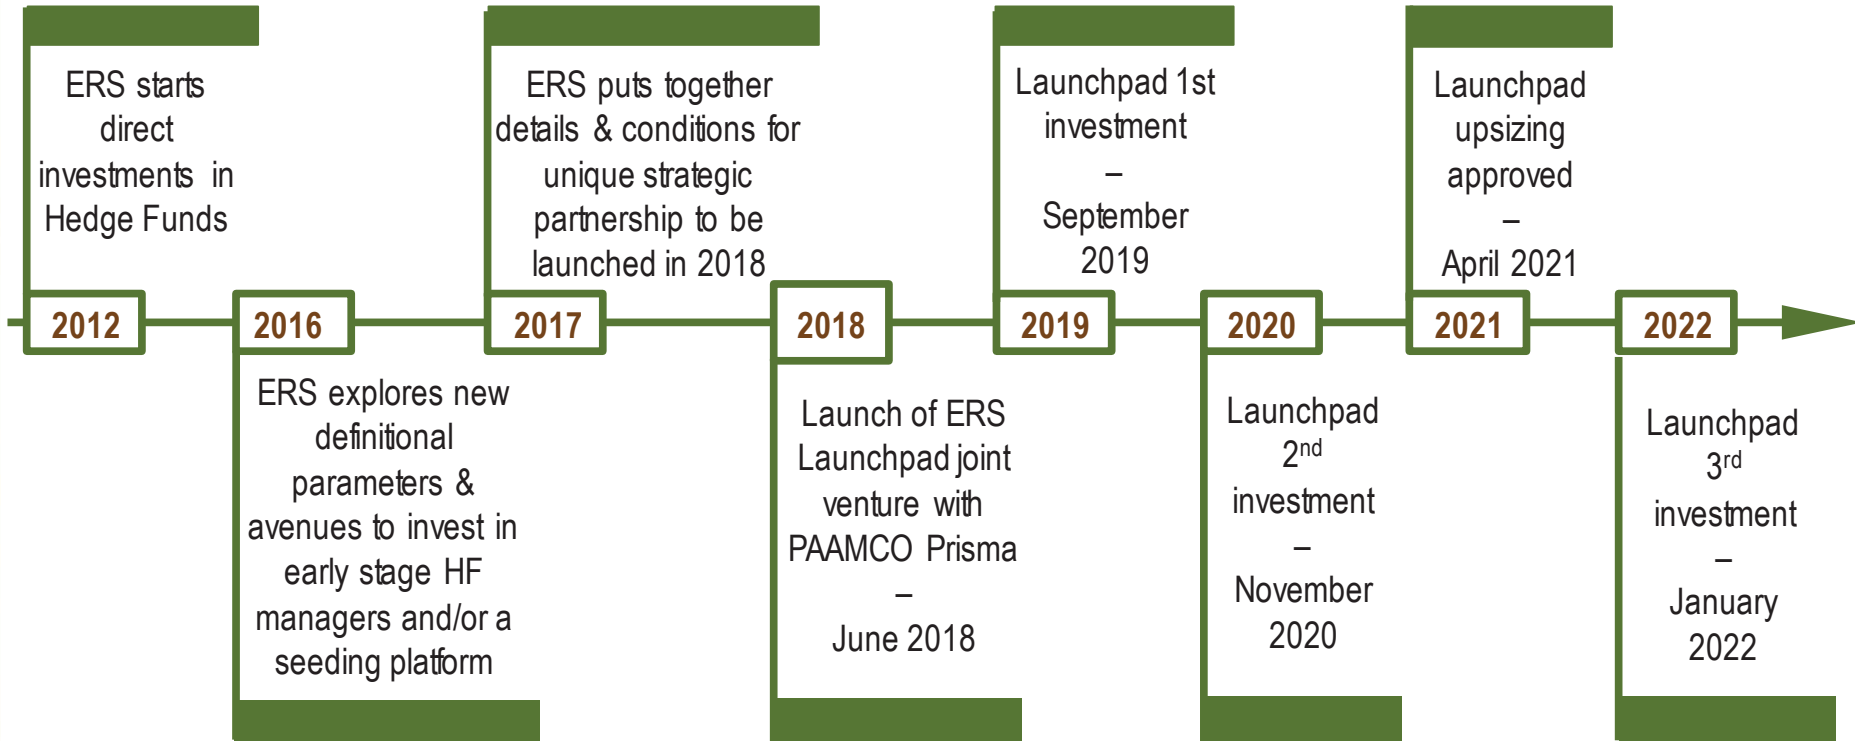 ERS starts
direct
investments in
Hedge Funds
ERS puts together
details & conditions for
unique strategic
partnership to be
launched in 2018
Launchpad 1st
investment
–
September
2019
Launchpad
upsizing
approved
–
April 2021
2012
2016
2017
2018
2019
2020
2021
2022
ERS explores new
definitional
parameters &
avenues to invest in
early stage HF
managers and/or a
seeding platform
Launch of ERS
Launchpad joint
venture with
PAAMCO Prisma
–
June 2018
Launchpad
2nd
investment
–
November
2020
Launchpad
3rd
investment
–
January
2022